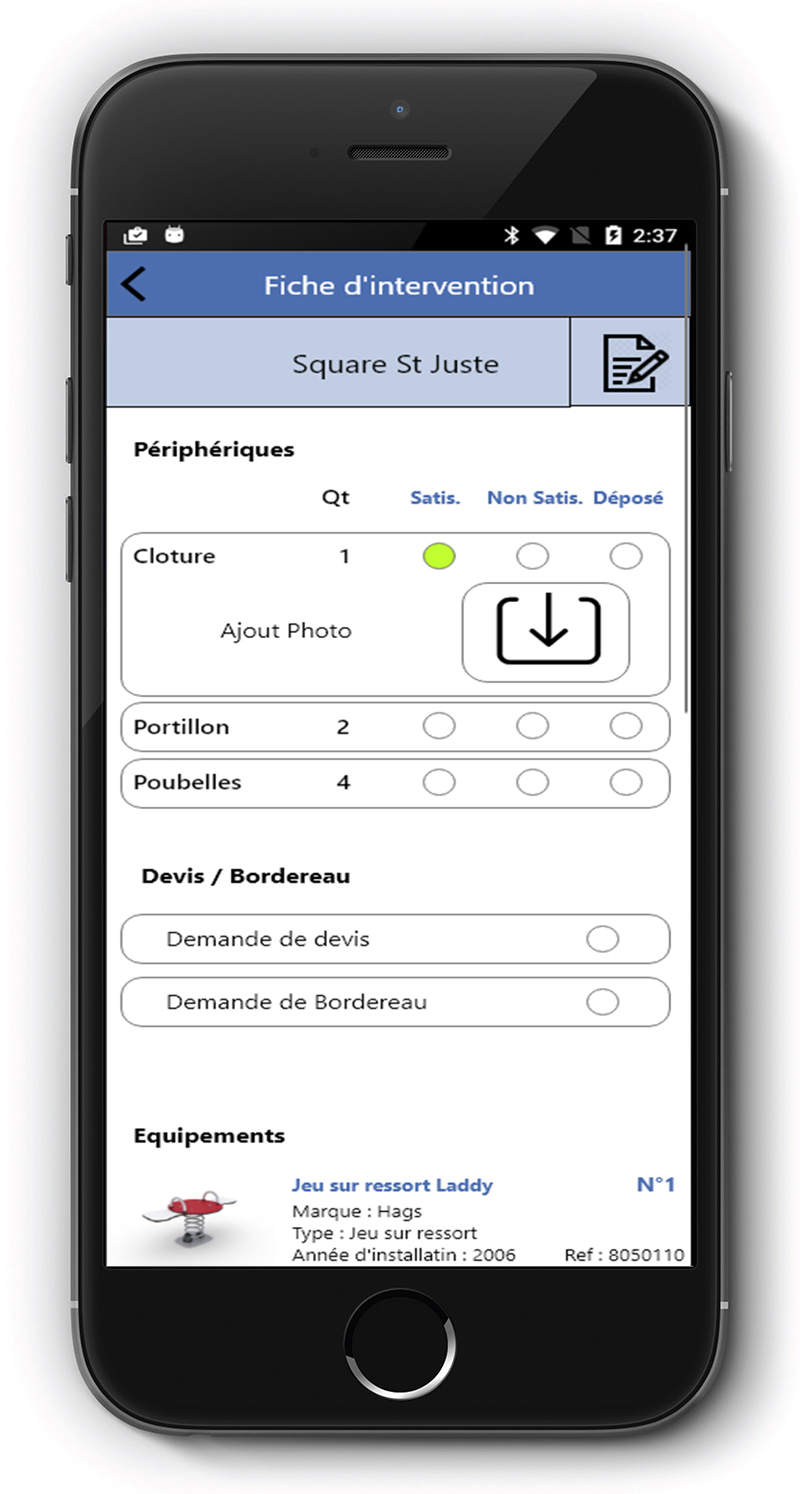 2:37
Fiche d'intervention
Square St Juste
Périphériques
Qt Satis. Non Satis. Déposé
Cloture 1
Ajout Photo
Portillon 2
Poubelles 4
Devis / Bordereau
Demande de devis
Demande de Bordereau
Equipements
Jeu sur ressort Laddy N°1
Marque : Hags
Type : Jeu sur ressort
Année d'installatin : 2006 Ref : 8050110